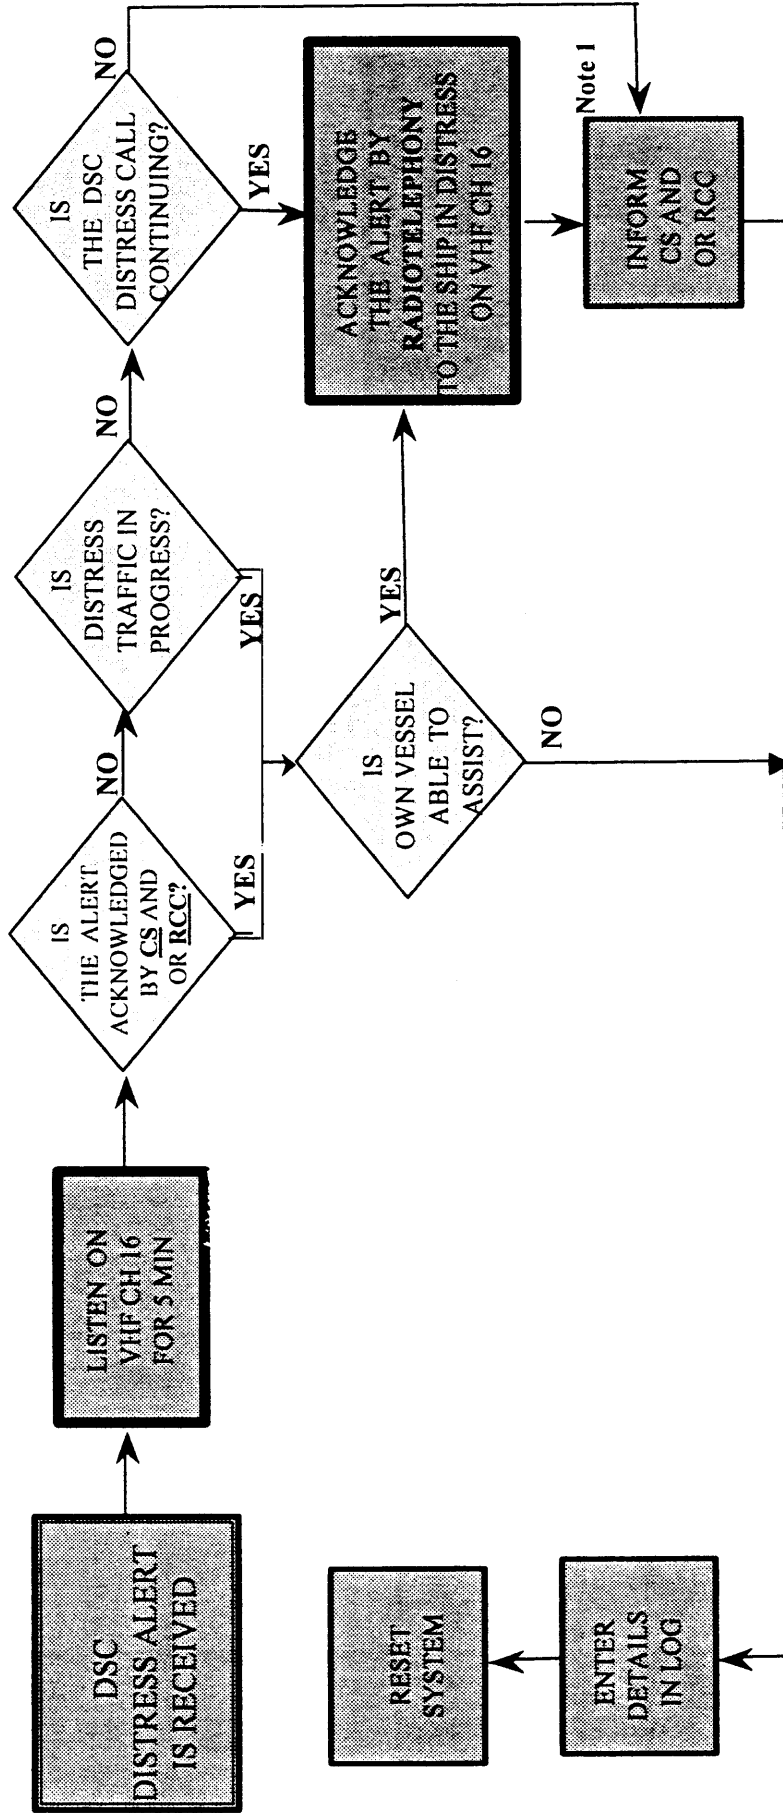 DSC
DISTRESS ALERT
IS RECEIVED
LISTEN ON
VHF CH 16
FOR 5 MIN
IS
THE ALERT
ACKNOWLEDGED
BY CS AND
OR RCC?
NO
YES
IS
DISTRESS
TRAFFIC IN
PROGRESS?
NO
YES
IS
THE DSC
DISTRESS CALL
CONTINUING?
NO
YES
IS
OWN VESSEL
ABLE TO
ASSIST?
YES
NO
ACKNOWLEDGE
THE ALERT BY
RADIOTELEPHONY
TO THE SHIP IN DISTRESS
ON VHF CH 16
Note 1
INFORM
CS AND
OR RCC
RESET
SYSTEM
ENTER
DETAILS
IN LOG